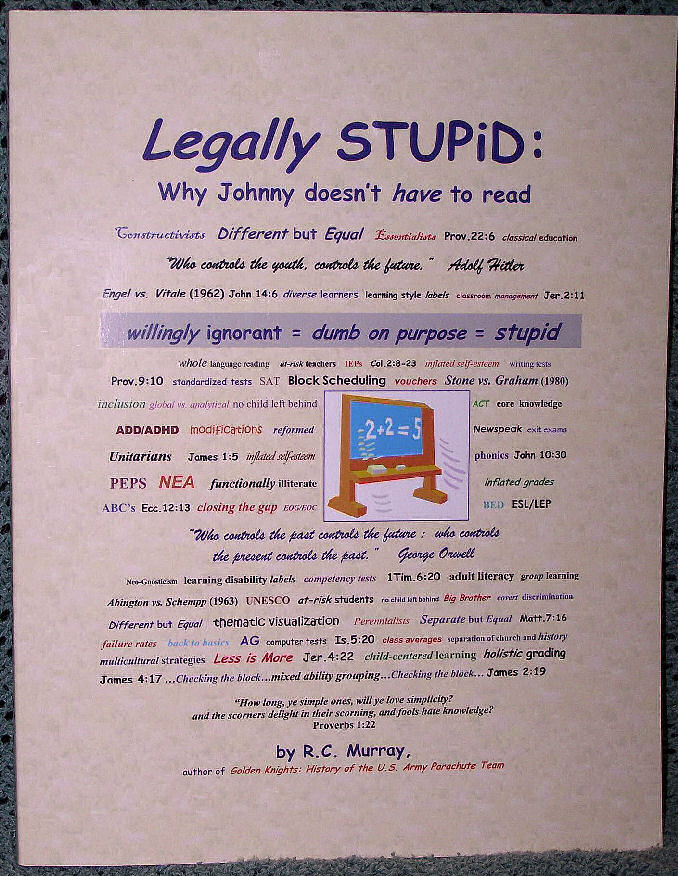 Legally STUPiD:
Why Johnny doesn't have to read
Constructivists Different but Equal Essentialists Prov.22:6 classical education
"Who controls the youth, controls the future." Adolf Hitler
Engel vs. Vitale (1962) John 14:6 diverse learners learning style labels classroom management Jer.2:11
willingly ignorant = dumb on purpose = stupid
whole language reading at-risk teachers IEPs Col.2:8-23 inflated self-esteem writing tests
Prov.9:10 standardized tests SAT Block Scheduling vouchers Stone vs. Graham (1980)
inclusion global vs. analytical no child left behind ACT core knowledge
ADD/ADHD modifications reformed Newspeak exit exams
2+2=5
Unitarians James 1:5 inflated self-esteem phonics John 10:30
PEPS NEA functionally illiterate inflated grades
ABC's Ecc.12:13 closing the gap EOG/EOC BED ESL/LEP
"Who controls the past controls the future : who controls
the present controls the past." George Orwell
Neo-Gnosticism learning disability labels competency tests 1Tim.6:20 adult literacy group learning
Abington vs. Schempp (1963) UNESCO at-risk students no child left behind Big Brother covert discrimination
Different but Equal thematic visualization Perennialists Separate but Equal Matt.7:16
failure rates back to basics AG computer tests Is.5:20 class averages separation of church and history
multicultural strategies Less is More Jer.4:22 child-centered learning holistic grading
James 4:17 ...Checking the block...mixed ability grouping...Checking the block... James 2:19
"How long, ye simple ones, will ye love simplicity?
and the scorners delight in their scorning, and fools hate knowledge?
Proverbs 1:22
by R.C. Murray,
author of Golden Knights: History of the U.S. Army Parachute Team